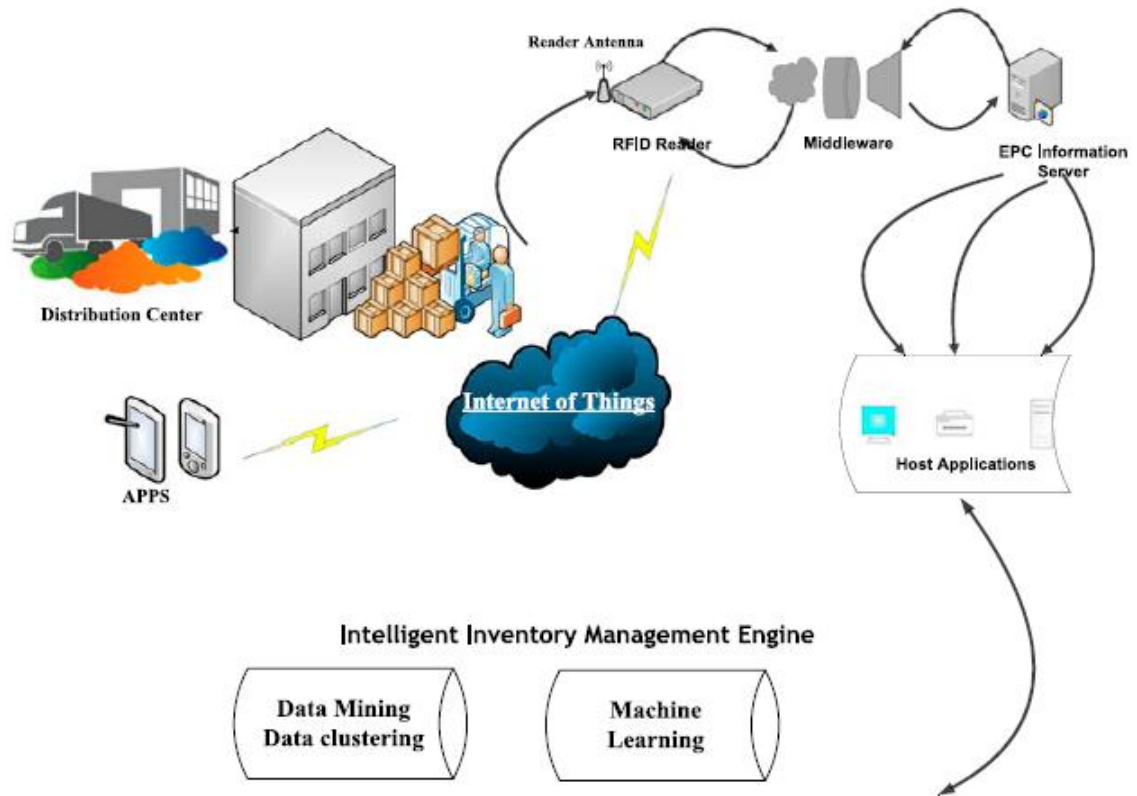 Reader Antenna
RFID Reader
Middleware
EPC Information
Server
Distribution Center
Internet of Things
APPS
Host Applications
Intelligent Inventory Management Engine
Data Mining
Data clustering
Machine
Learning